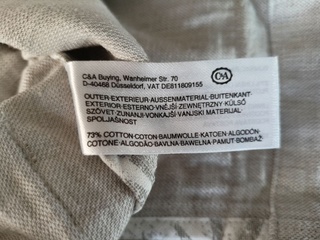 C&A Buying, Wanheimer Str. 70
D-40468 Düsseldorf, VAT DE811809155
C&A
OUTER-EXTERIEUR-AUSSENMATERIAL-BUITENKANT-
EXTERIOR-ESTERNO-VNĚJŠÍ-ZEWNĘTRZNY KÜLSŐ
SZÖVET-ZUNANJI-VONKAJŠÍ-VANJSKI MATERIJAL
SPOLJAŠNOST
73% COTTON-COTON-BAUMWOLLE-KATOEN-ALGODÓN-
COTONE-ALGODÃO-BAVLNA-BAWEŁNA-PAMUT-BOMBAŽ